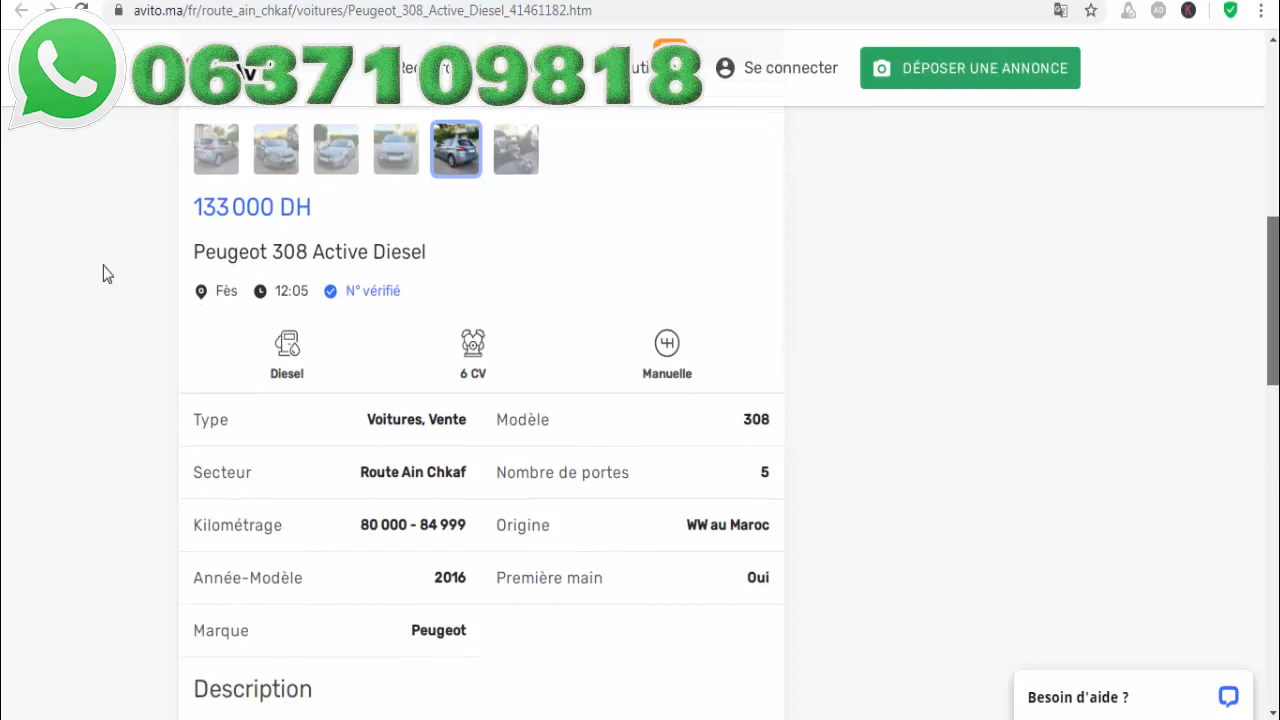 avito.ma/fr/route_ain_chkaf/voitures/Peugeot_308_Active_Diesel_41461182.htm
0637109818
Se connecter
DÉPOSER UNE ANNONCE
133 000 DH
Peugeot 308 Active Diesel
Fès 12:05 N° vérifié
Diesel 6 CV Manuelle
Type Voitures, Vente Modèle 308
Secteur Route Ain Chkaf Nombre de portes 5
Kilométrage 80 000 - 84 999 Origine WW au Maroc
Année-Modèle 2016 Première main Oui
Marque Peugeot
Description
Besoin d'aide ?